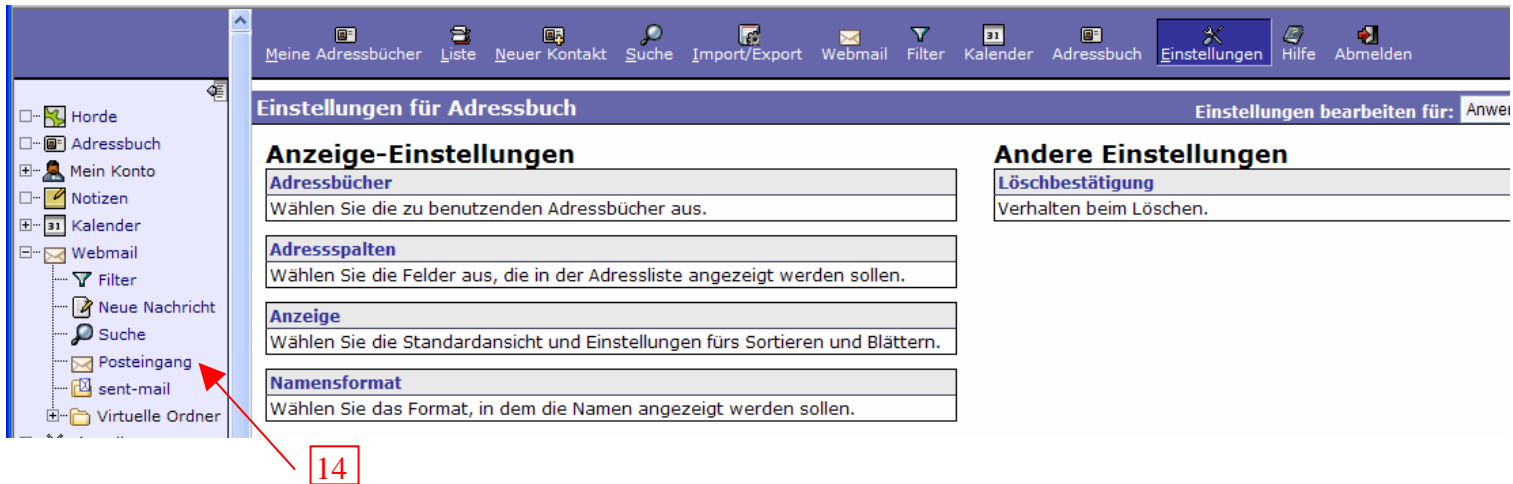 Meine Adressbücher Liste Neuer Kontakt Suche Import/Export Webmail Filter 31 Kalender Adressbuch Einstellungen Hilfe Abmelden
Einstellungen für Adressbuch Einstellungen bearbeiten für: Anwe
Horde
Adressbuch
Mein Konto
Notizen
31 Kalender
Webmail
Filter
Neue Nachricht
Suche
Posteingang
sent-mail
Virtuelle Ordner
Anzeige-Einstellungen
Adressbücher
Wählen Sie die zu benutzenden Adressbücher aus.
Adressspalten
Wählen Sie die Felder aus, die in der Adressliste angezeigt werden sollen.
Anzeige
Wählen Sie die Standardansicht und Einstellungen fürs Sortieren und Blättern.
Namensformat
Wählen Sie das Format, in dem die Namen angezeigt werden sollen.
Andere Einstellungen
Löschbestätigung
Verhalten beim Löschen.
14